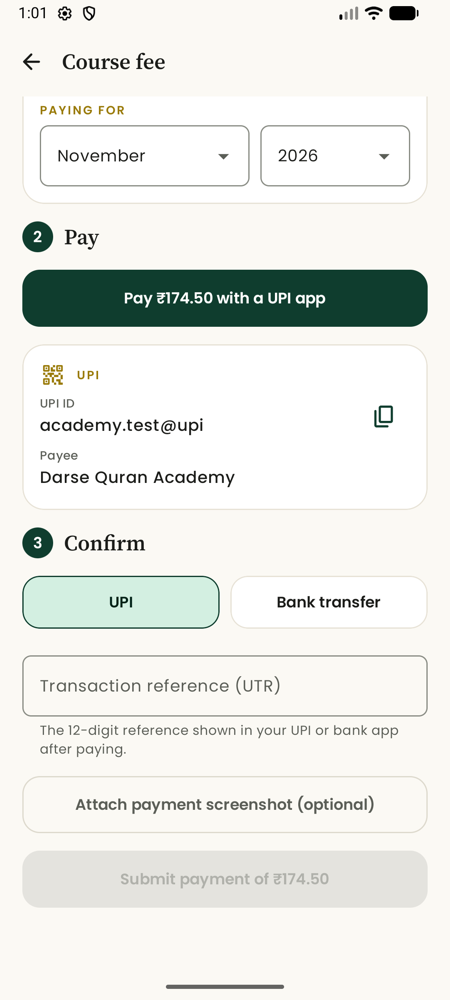 1:01
Course fee
PAYING FOR
November
2026
2
Pay
Pay ₹174.50 with a UPI app
UPI
UPI ID
academy.test@upi
Payee
Darse Quran Academy
3
Confirm
UPI
Bank transfer
Transaction reference (UTR)
The 12-digit reference shown in your UPI or bank app
after paying.
Attach payment screenshot (optional)
Submit payment of ₹174.50